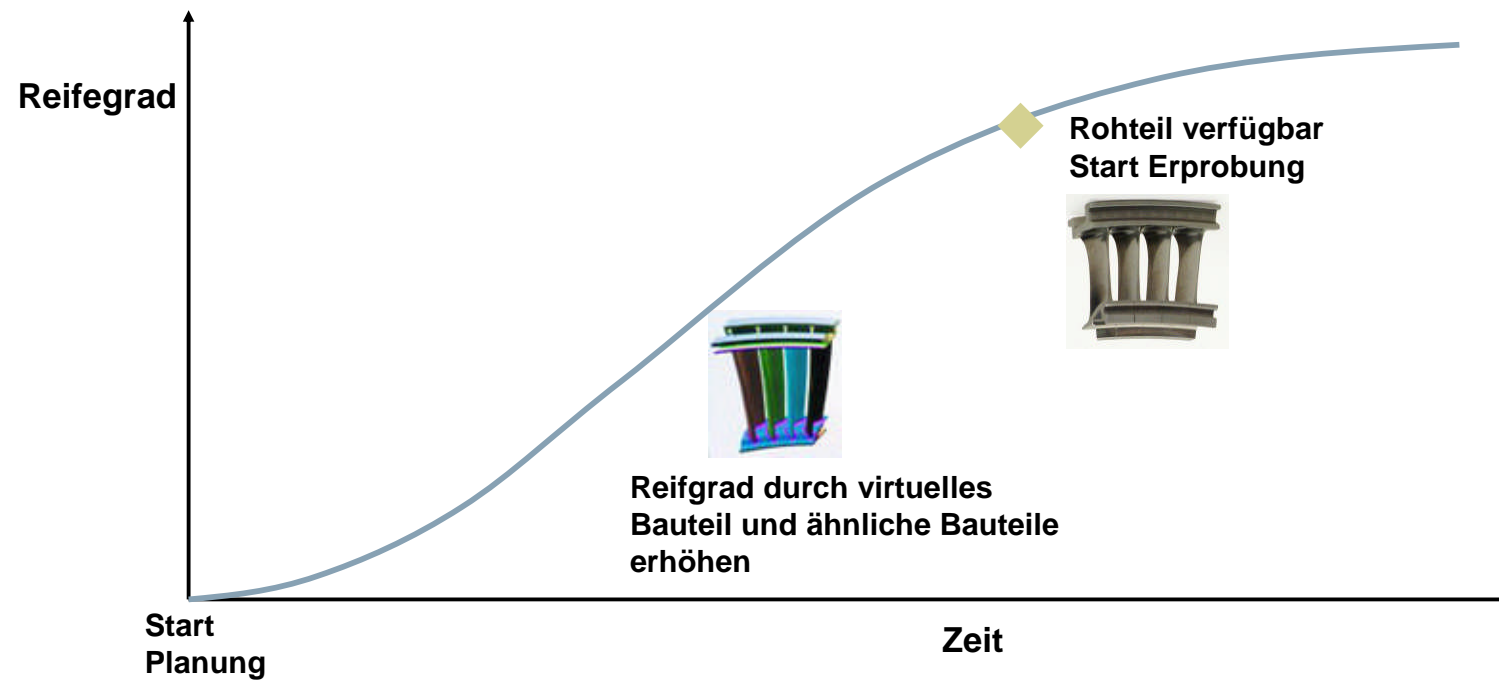 Reifegrad
Rohteil verfügbar
Start Erprobung
Reifgrad durch virtuelles
Bauteil und ähnliche Bauteile
erhöhen
Start
Planung
Zeit